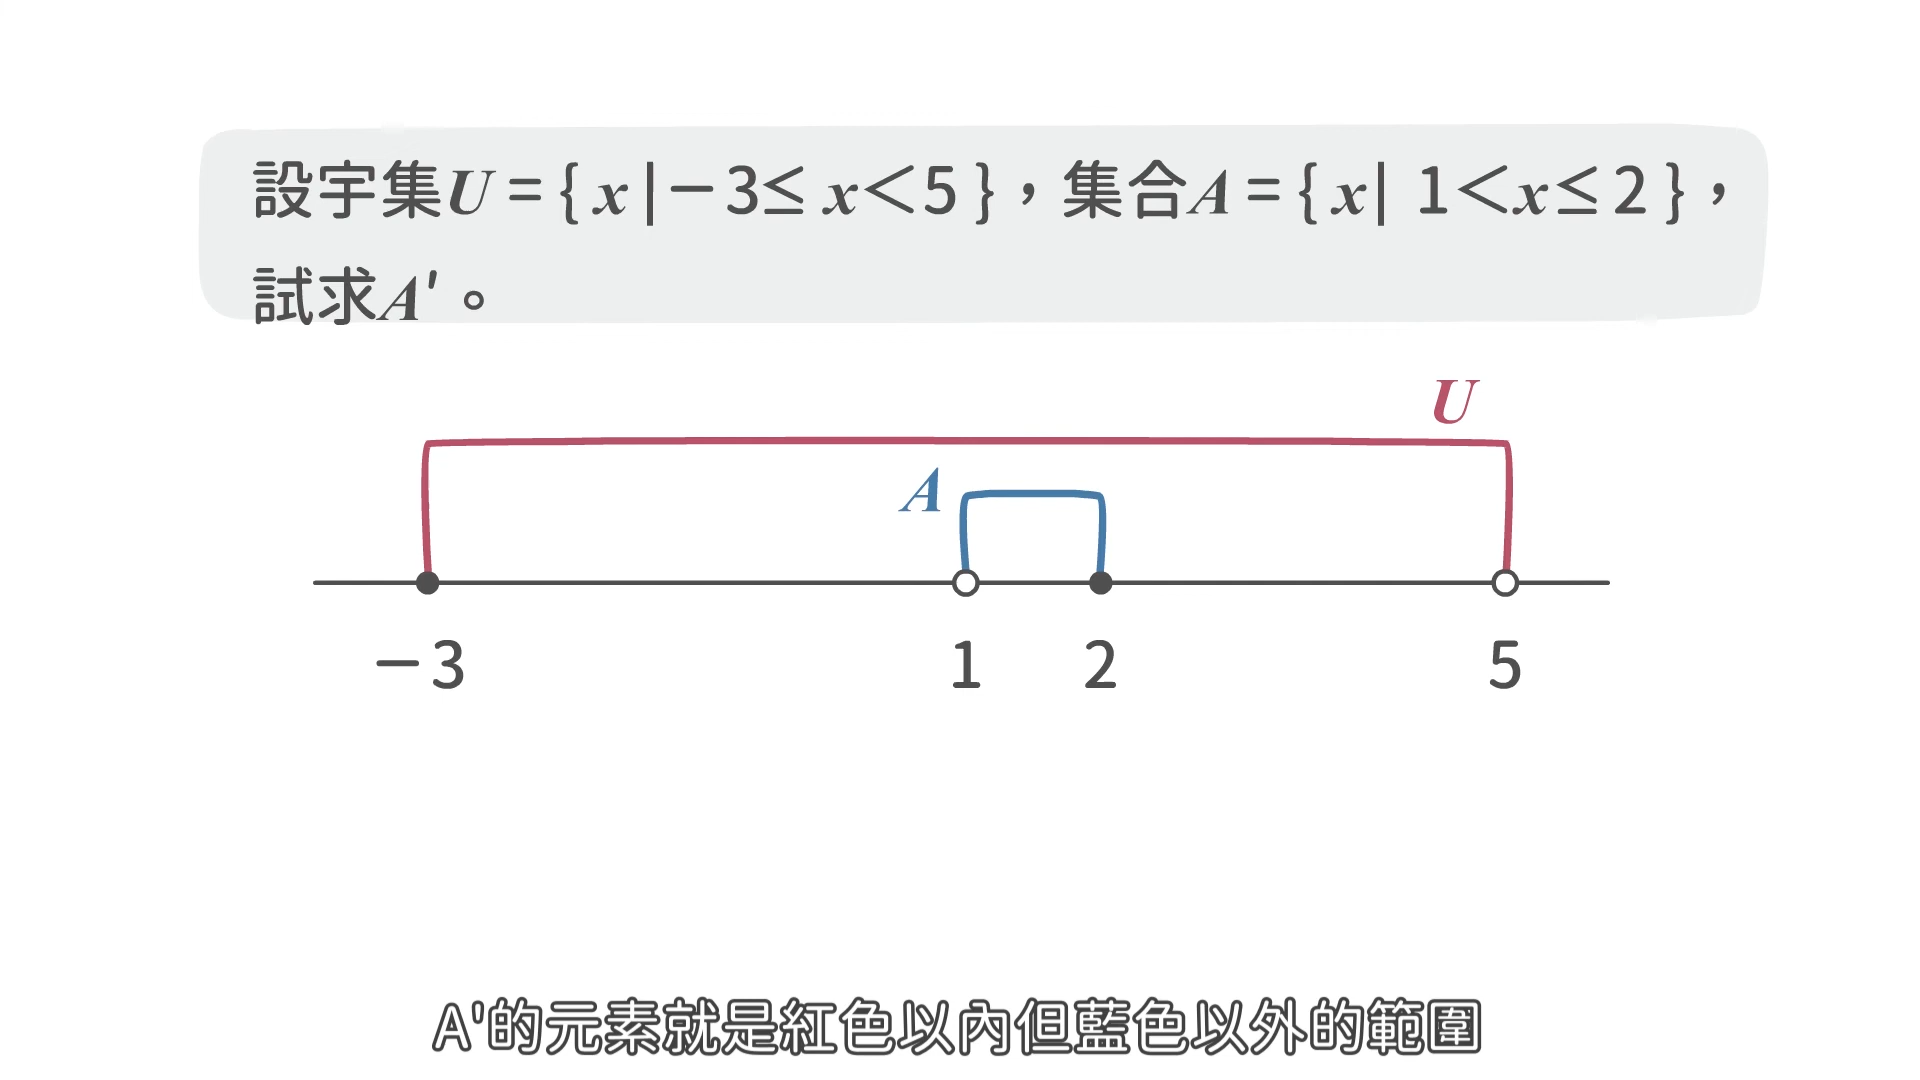 設宇集U = { x | －3≤ x＜5 }，集合A = { x | 1＜x≤ 2 }，
試求A'。
U
A
－3 1 2 5
A'的元素就是紅色以內但藍色以外的範圍